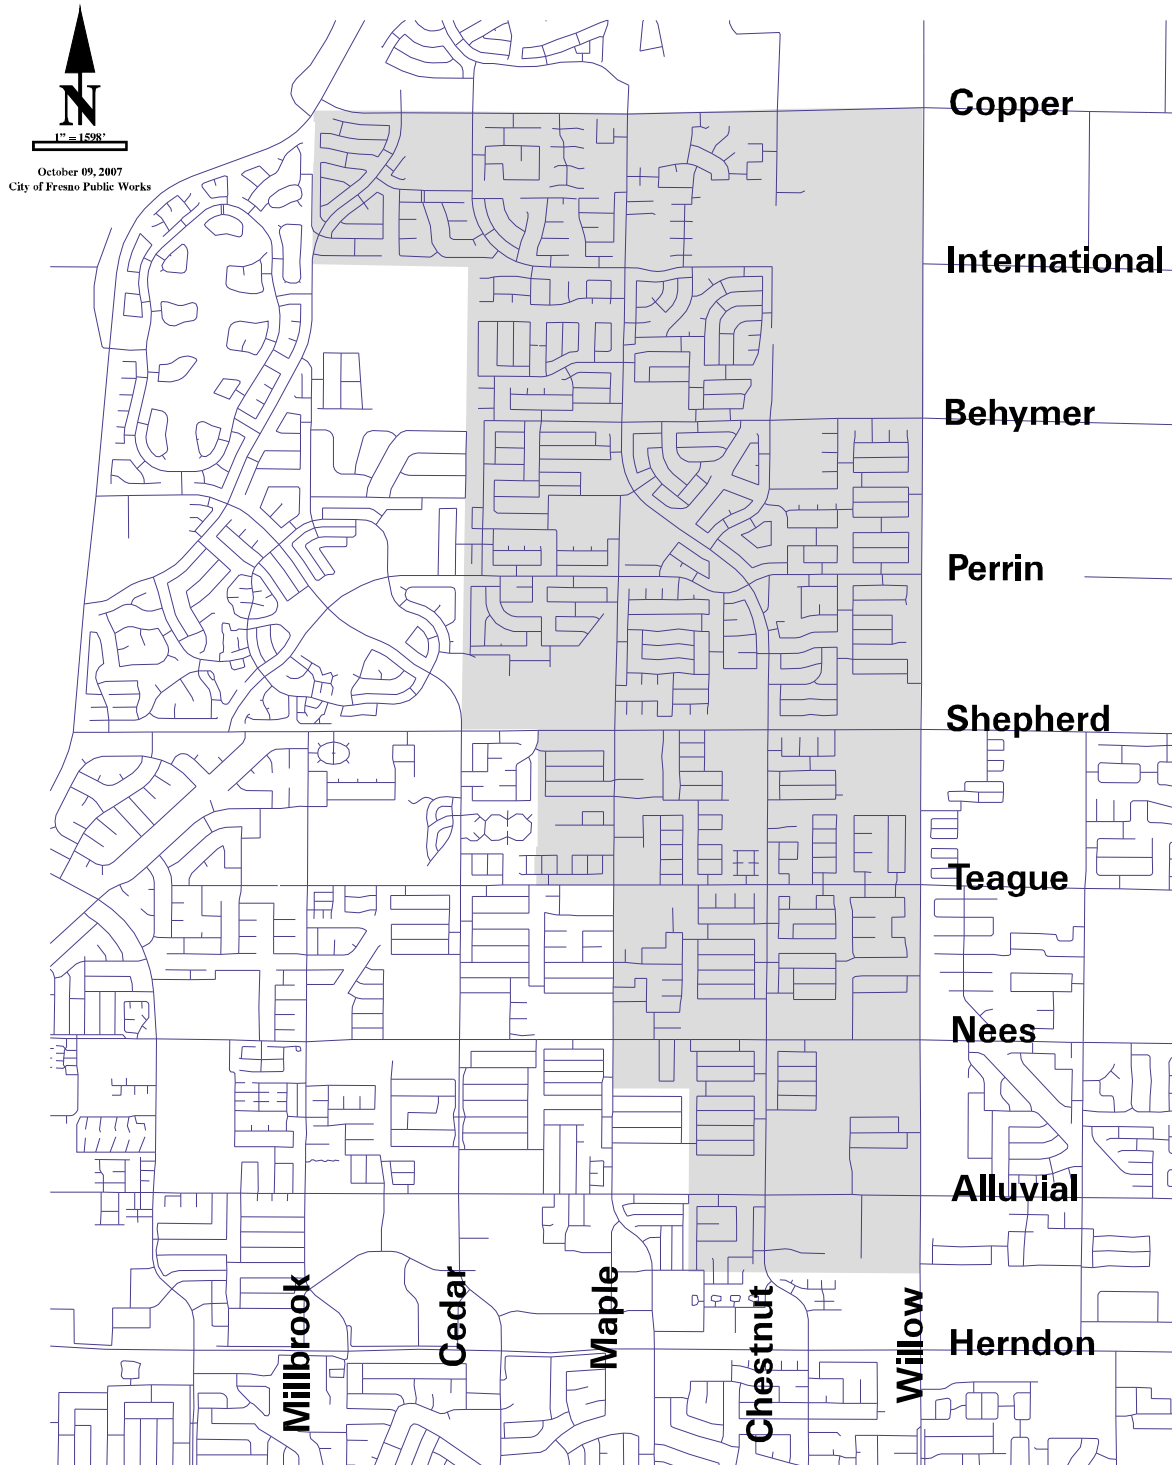 N
1" = 1598'
October 09, 2007
City of Fresno Public Works
Copper
International
Behymer
Perrin
Shepherd
Teague
Nees
Alluvial
Herndon
Millbrook
Cedar
Maple
Chestnut
Willow